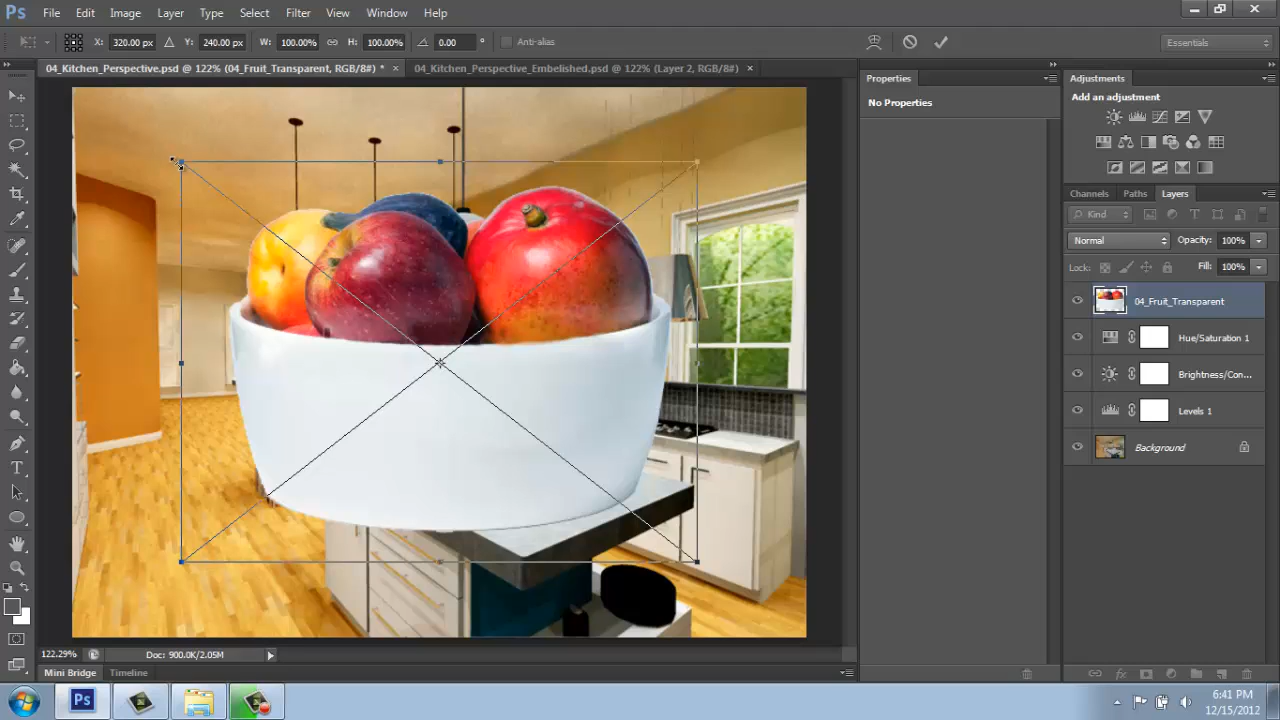 Ps File Edit Image Layer Type Select Filter View Window Help
X: 320.00 px Y: 240.00 px W: 100.00% H: 100.00% 0.00 ° Anti-alias Essentials
04_Kitchen_Perspective.psd @ 122% (04_Fruit_Transparent, RGB/8#) * × 04_Kitchen_Perspective_Embelished.psd @ 122% (Layer 2, RGB/8#) ×
Properties
No Properties
Adjustments
Add an adjustment
Channels Paths Layers
Kind
Normal Opacity: 100%
Lock: Fill: 100%
04_Fruit_Transparent
Hue/Saturation 1
Brightness/Con...
Levels 1
Background
122.29% Doc: 900.0K/2.05M
Mini Bridge Timeline
Ps
6:41 PM
12/15/2012